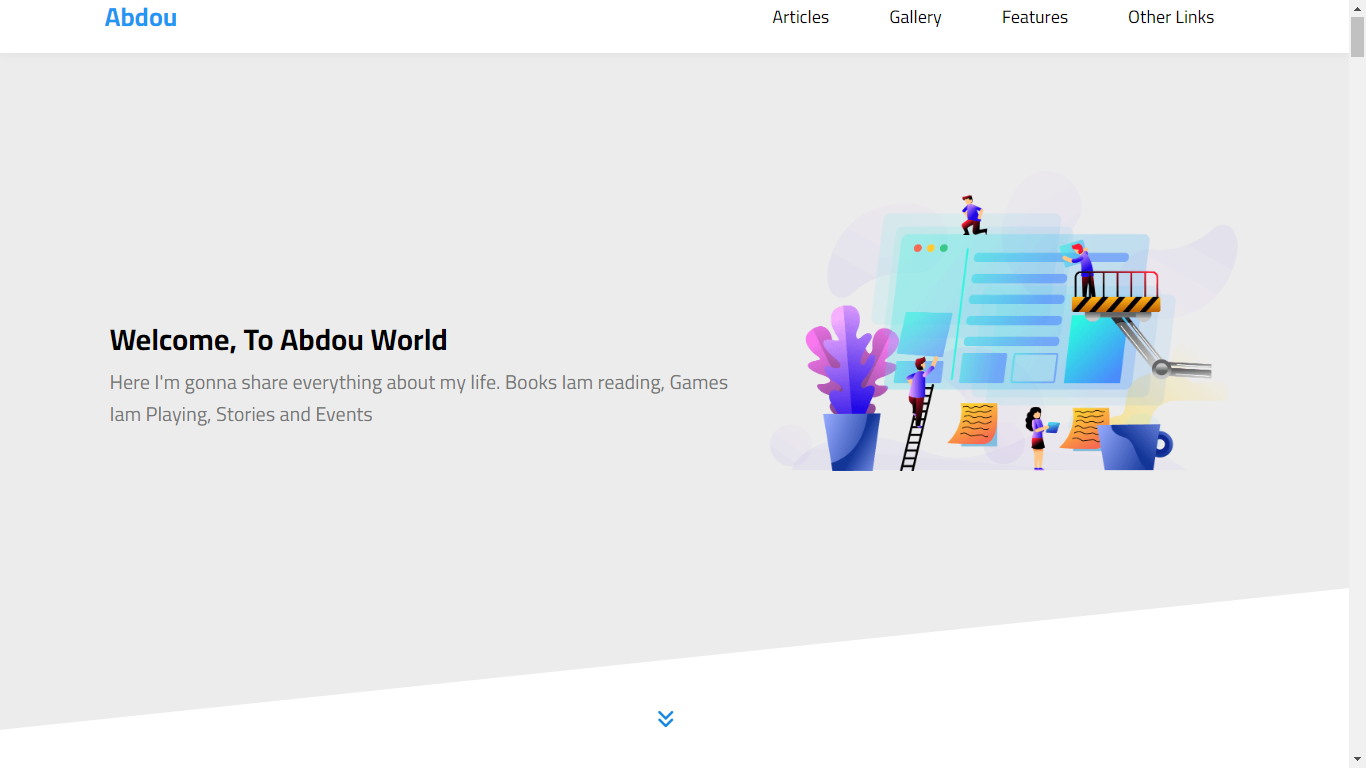 Abdou
Articles
Gallery
Features
Other Links
Welcome, To Abdou World
Here I'm gonna share everything about my life. Books Iam reading, Games
Iam Playing, Stories and Events